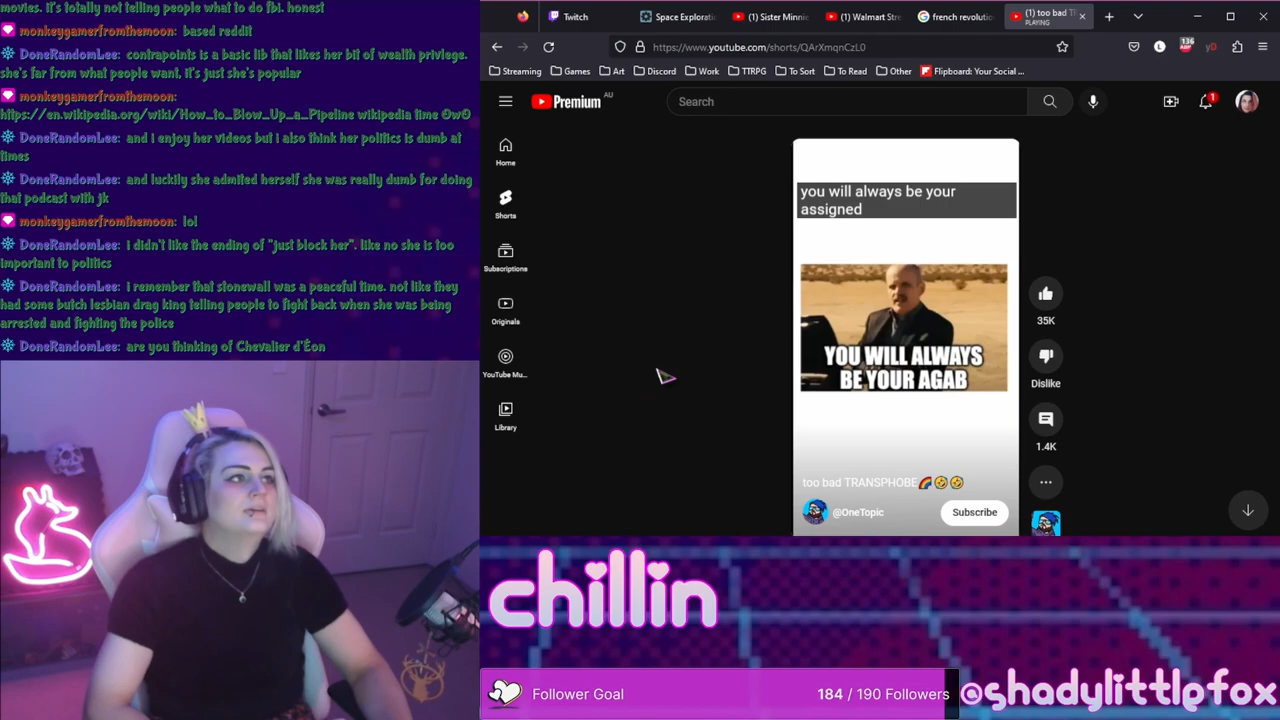 movies. it's totally not telling people what to do fbi. honest
monkeygamerfromthemoon: based reddit
DoneRandomLee: contrapoints is a basic lib that likes her bit of wealth privlege.
she's far from what people want, it's just she's popular
monkeygamerfromthemoon:
https://en.wikipedia.org/wiki/How_to_Blow_Up_a_Pipeline wikipedia time OwO
DoneRandomLee: and i enjoy her videos but i also think her politics is dumb at
times
DoneRandomLee: and luckily she admited herself she was really dumb for doing
that podcast with jk
monkeygamerfromthemoon: lol
DoneRandomLee: I didn't like the ending of "just block her". like no she is too
important to politics
DoneRandomLee: i remember that stonewall was a peaceful time. not like they
had some butch lesbian drag king telling people to fight back when she was being
arrested and fighting the police
DoneRandomLee: are you thinking of Chevalier d'Éon
Twitch
Space Exploratio
(1) Sister Minnie
(1) Walmart Stre
french revolutio
(1) too bad TR
PLAYING
https://www.youtube.com/shorts/QArXmqnCzL0
136
Streaming
Games
Art
Discord
Work
TTRPG
To Sort
To Read
Other
Flipboard: Your Social ...
Premium AU
Search
1
Home
Shorts
Subscriptions
Originals
YouTube Mu...
Library
you will always be your
assigned
YOU WILL ALWAYS
BE YOUR AGAB
too bad TRANSPHOBE🌈🤣🤣
@OneTopic
Subscribe
35K
Dislike
1.4K
chillin
Follower Goal
184 / 190 Followers
@shadylittlefox